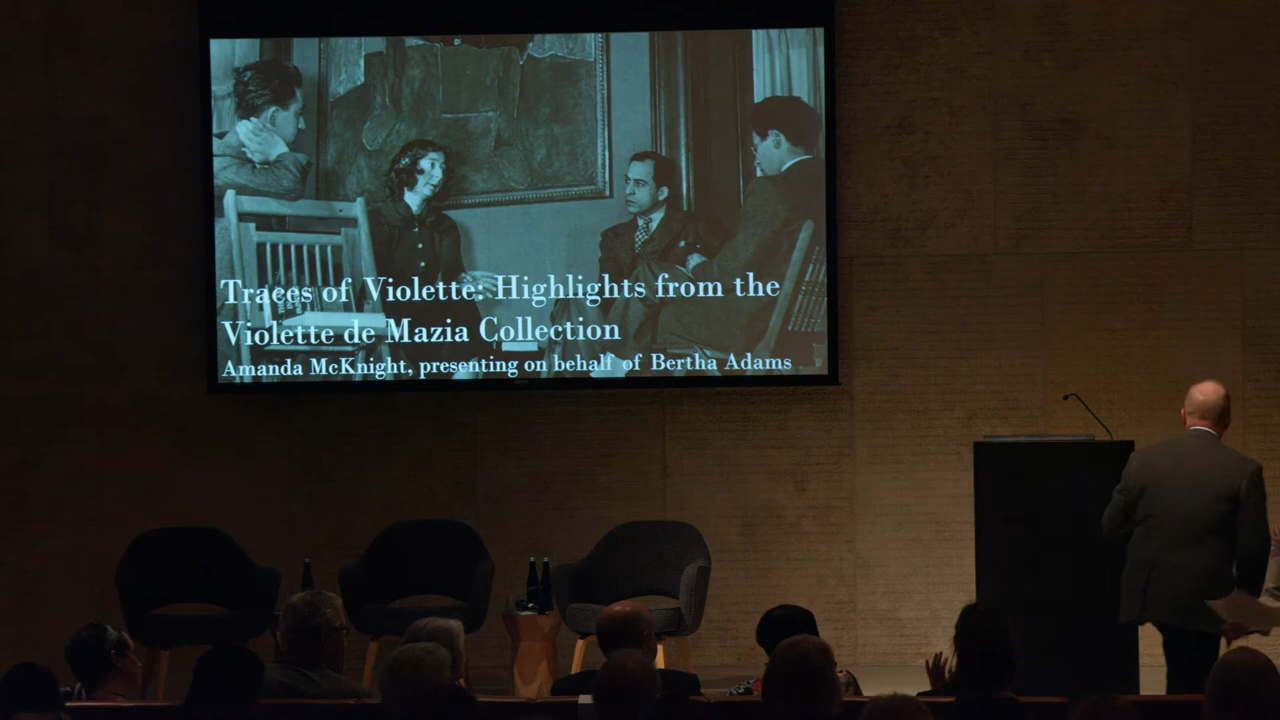 Traces of Violette: Highlights from the
Violette de Mazia Collection
Amanda McKnight, presenting on behalf of Bertha Adams